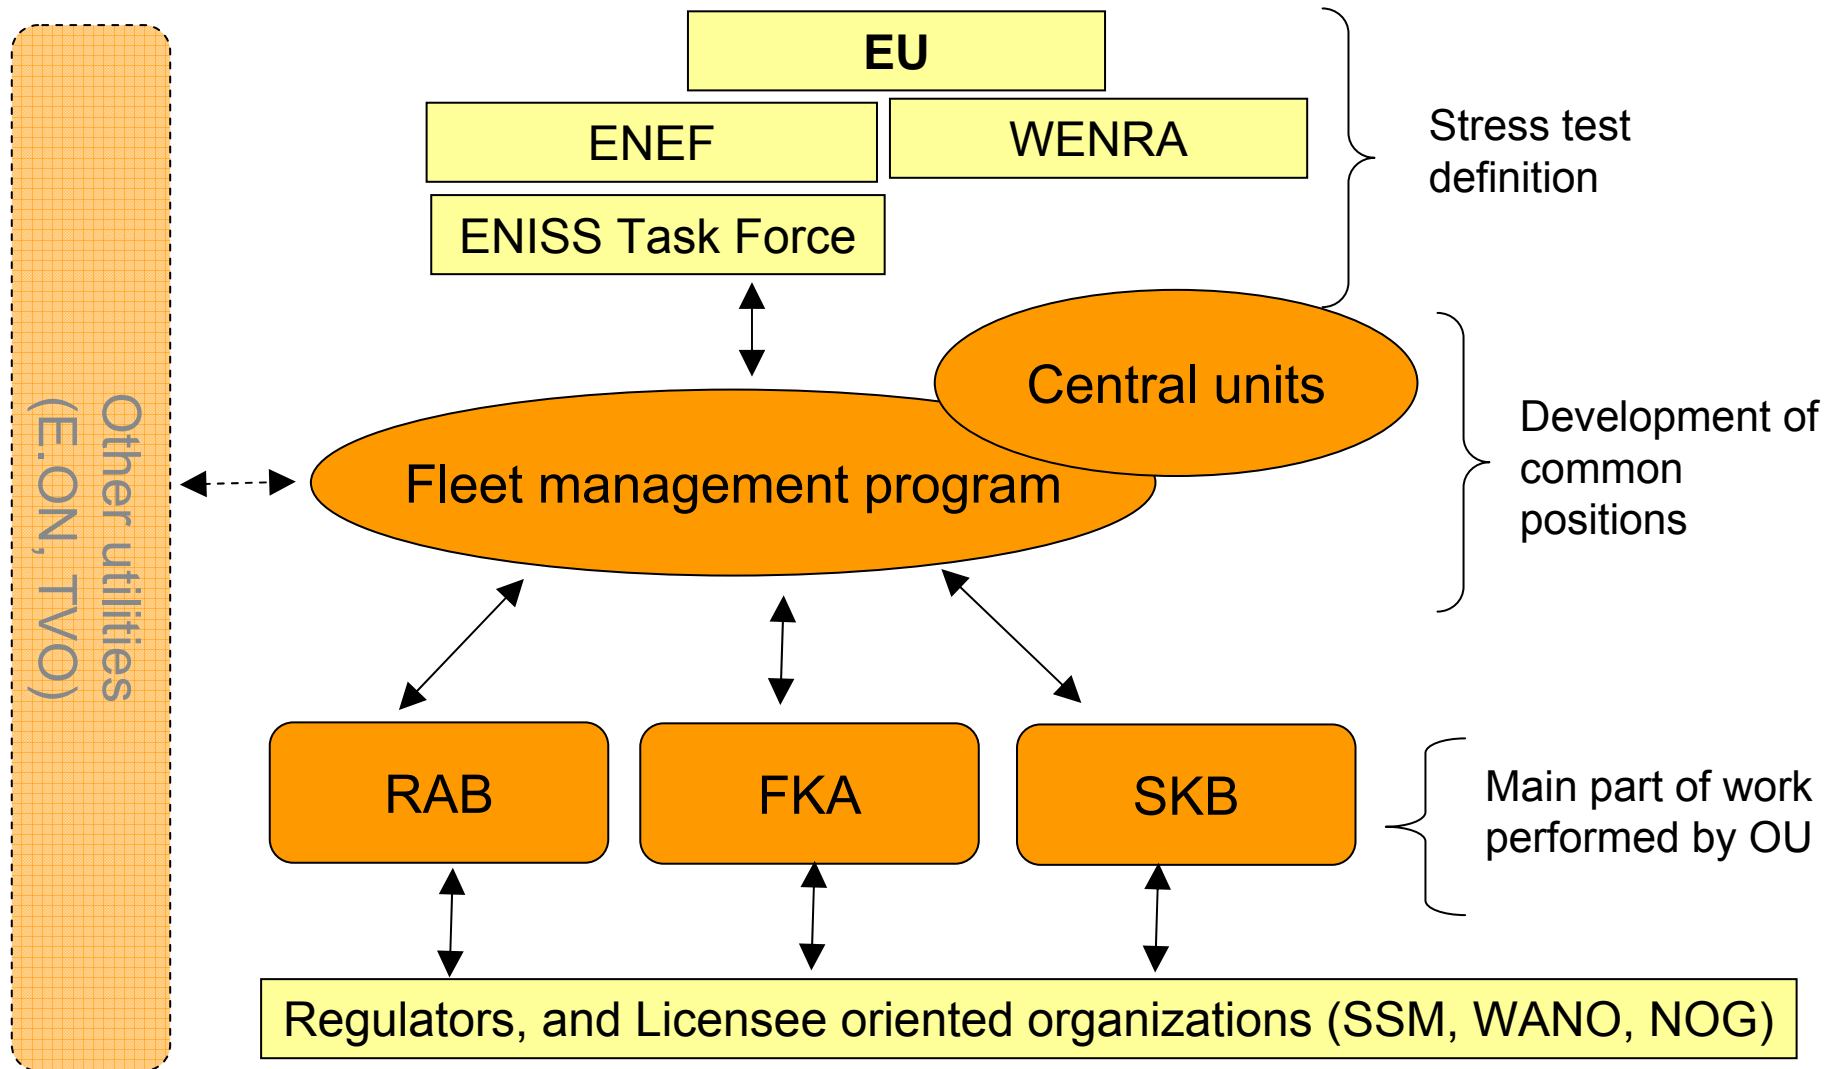 EU
ENEF
WENRA
ENISS Task Force
Stress test
definition
Central units
Fleet management program
Development of
common
positions
Other utilities
(E.ON, TVO)
RAB
FKA
SKB
Main part of work
performed by OU
Regulators, and Licensee oriented organizations (SSM, WANO, NOG)